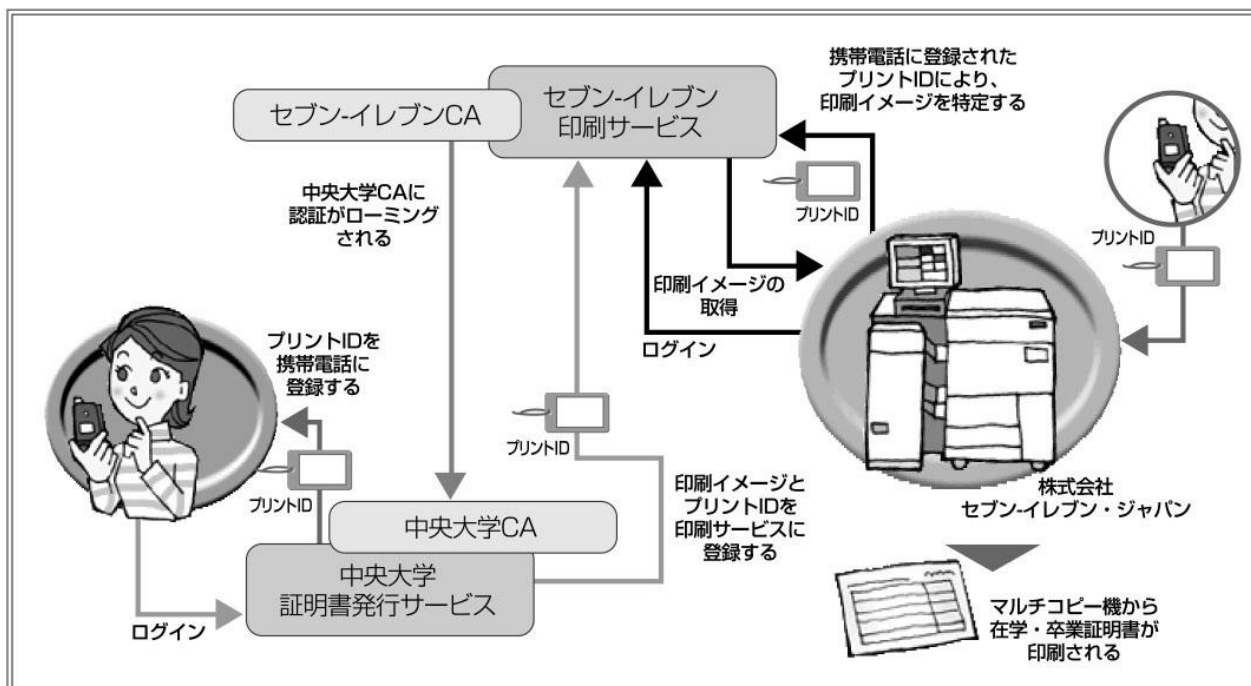 携帯電話に登録された
プリントIDにより、
印刷イメージを特定する
セブン-イレブンCA
セブン-イレブン
印刷サービス
プリントID
プリントID
中央大学CAに
認証がローミング
される
印刷イメージの
取得
ログイン
プリントIDを
携帯電話に
登録する
プリントID
プリントID
印刷イメージと
プリントIDを
印刷サービスに
登録する
株式会社
セブン-イレブン・ジャパン
中央大学CA
中央大学
証明書発行サービス
ログイン
マルチコピー機から
在学・卒業証明書が
印刷される